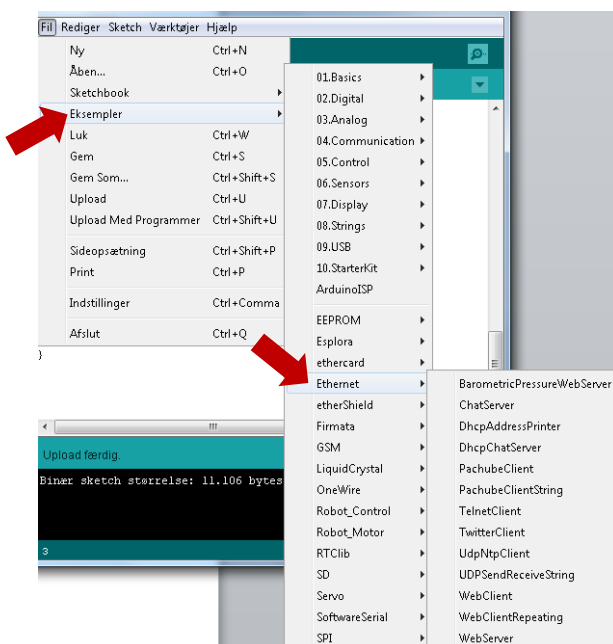 Fil Rediger Sketch Værktøjer Hjælp
Ny Ctrl+N
Åben... Ctrl+O
Sketchbook
Eksempler
Luk Ctrl+W
Gem Ctrl+S
Gem Som... Ctrl+Shift+S
Upload Ctrl+U
Upload Med Programmer Ctrl+Shift+U
Sideopsætning Ctrl+Shift+P
Print Ctrl+P
Indstillinger Ctrl+Comma
Afslut Ctrl+Q
}
Upload færdig.
Binær sketch størrelse: 11.106 bytes
3
01.Basics
02.Digital
03.Analog
04.Communication
05.Control
06.Sensors
07.Display
08.Strings
09.USB
10.StarterKit
ArduinoISP
EEPROM
Esplora
ethercard
Ethernet
etherShield
Firmata
GSM
LiquidCrystal
OneWire
Robot_Control
Robot_Motor
RTClib
SD
Servo
SoftwareSerial
SPI
BarometricPressureWebServer
ChatServer
DhcpAddressPrinter
DhcpChatServer
PachubeClient
PachubeClientString
TelnetClient
TwitterClient
UdpNtpClient
UDPSendReceiveString
WebClient
WebClientRepeating
WebServer